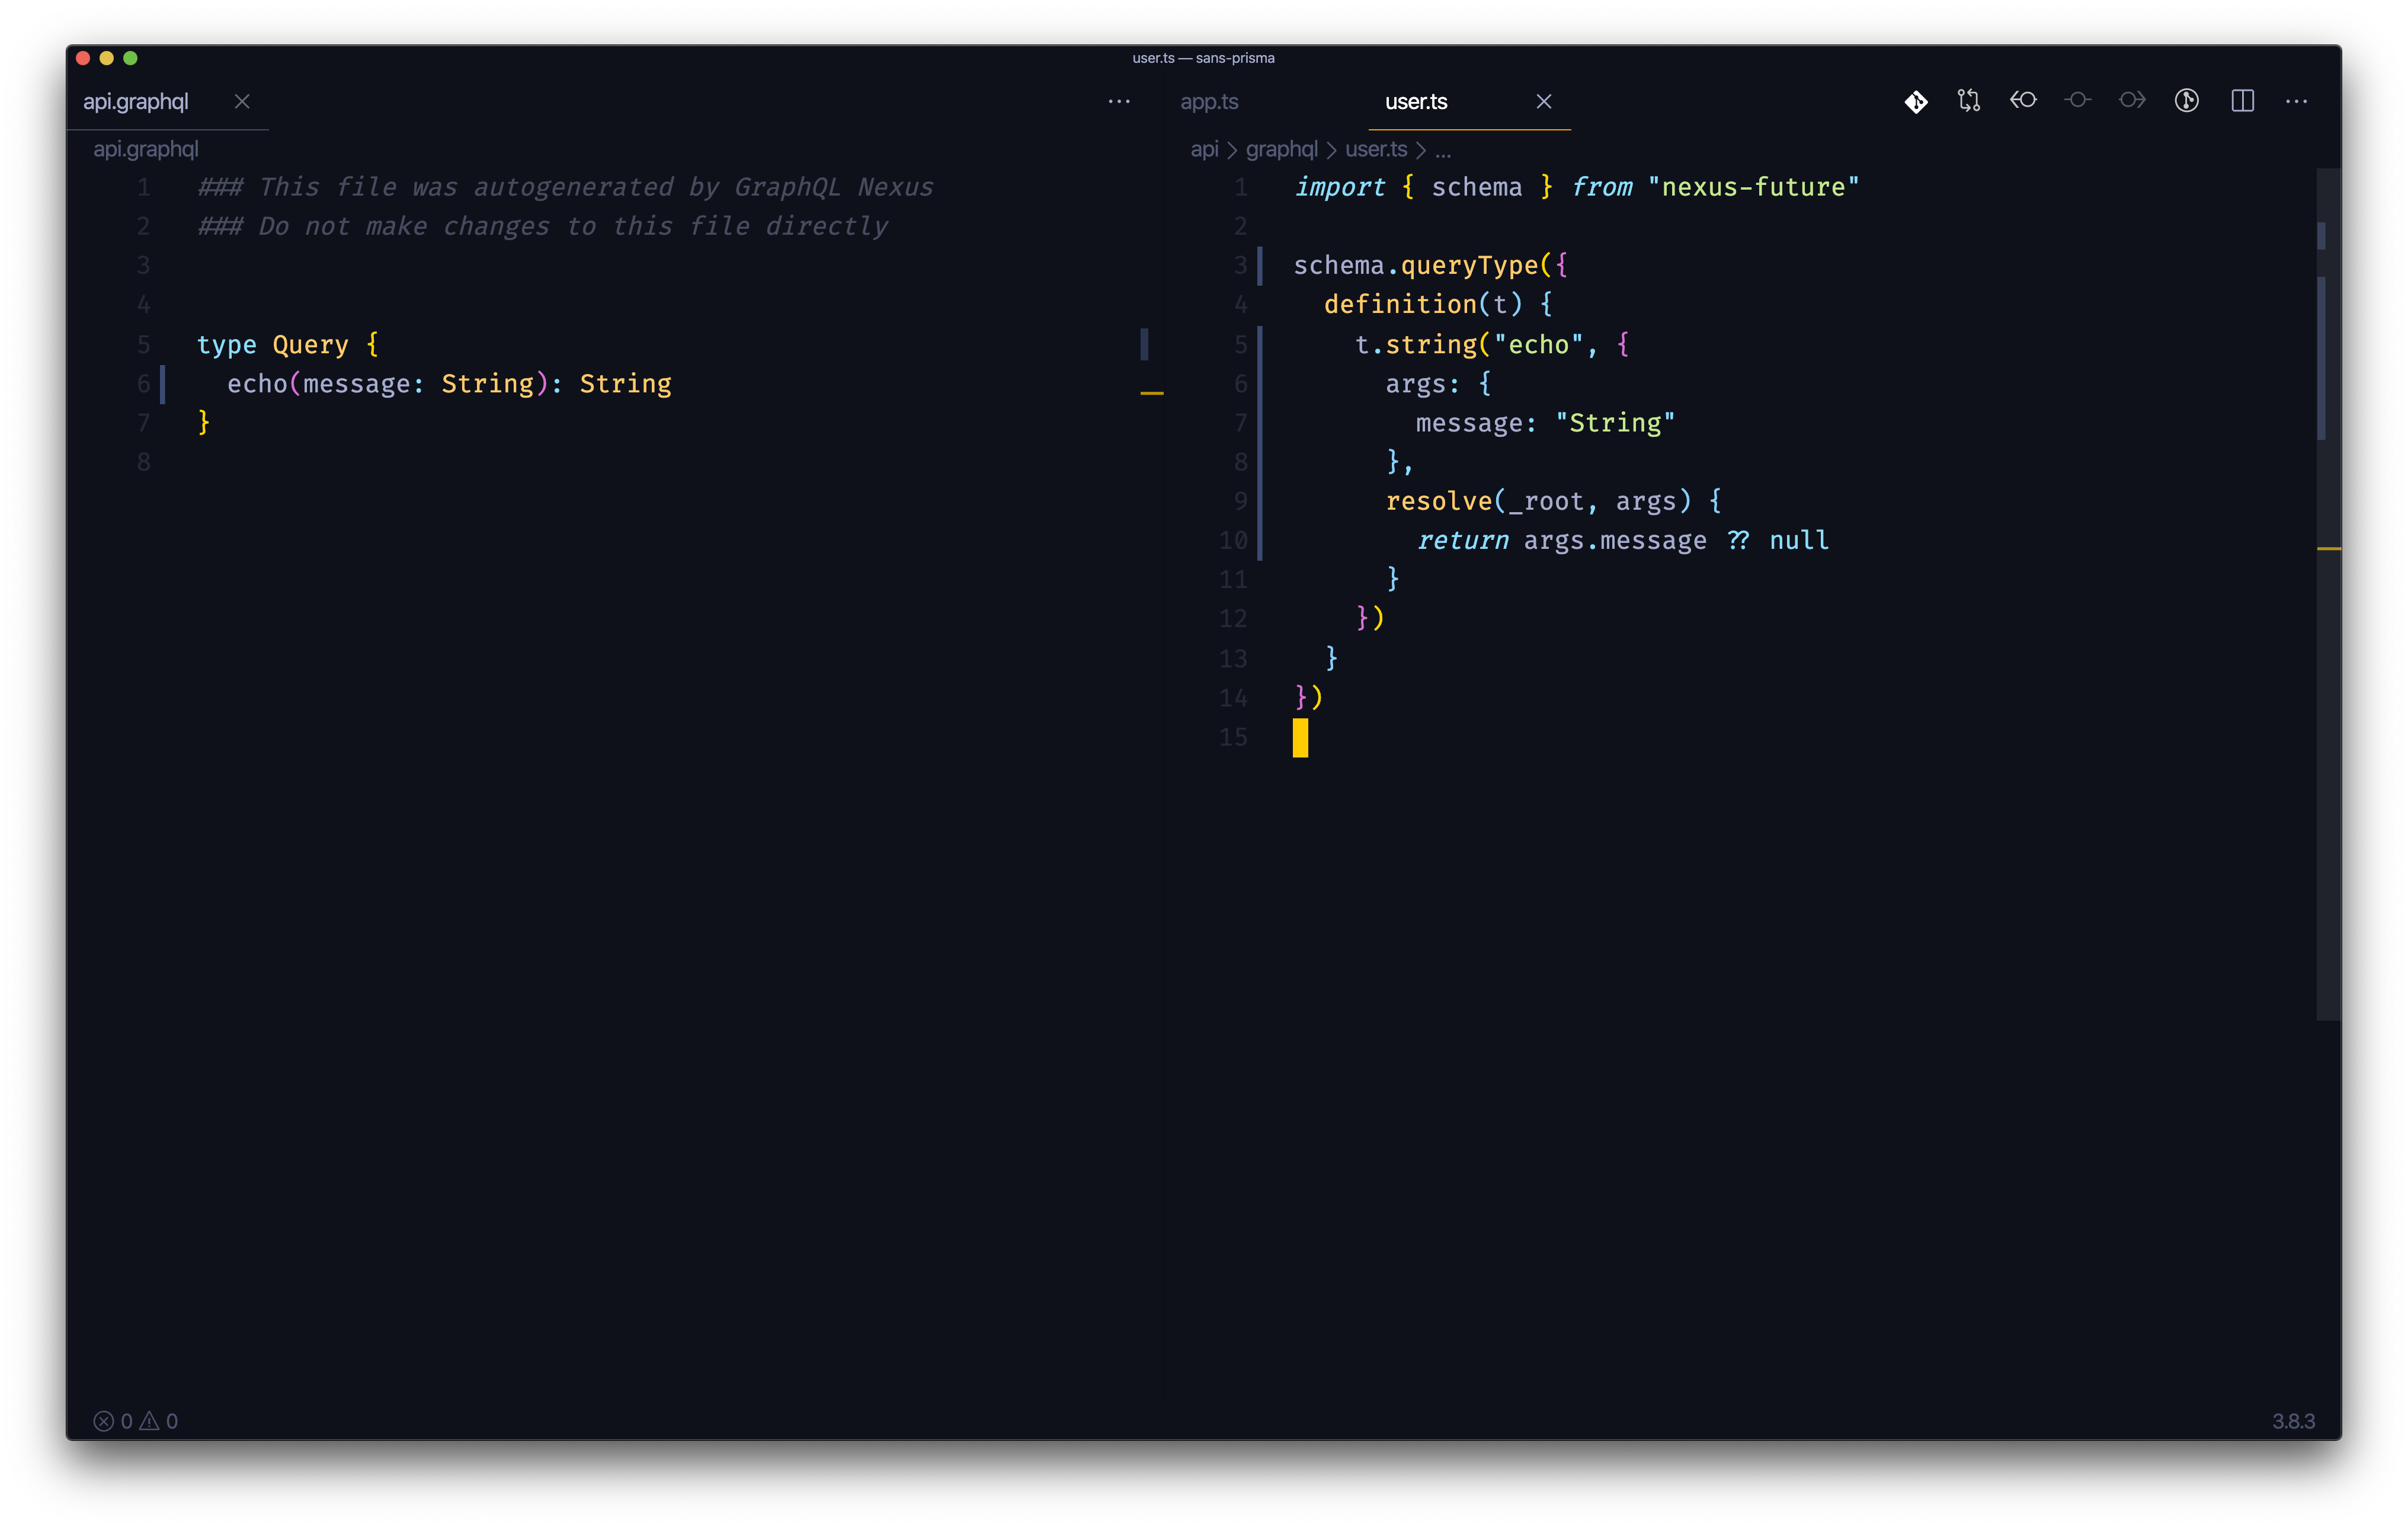 user.ts — sans-prisma
api.graphql
api.graphql
1 ### This file was autogenerated by GraphQL Nexus
2 ### Do not make changes to this file directly
3
4
5 type Query {
6 echo(message: String): String
7 }
8
app.ts user.ts
api > graphql > user.ts > ...
1 import { schema } from "nexus-future"
2
3 schema.queryType({
4 definition(t) {
5 t.string("echo", {
6 args: {
7 message: "String"
8 },
9 resolve(_root, args) {
10 return args.message ?? null
11 }
12 })
13 }
14 })
15
0 0
3.8.3